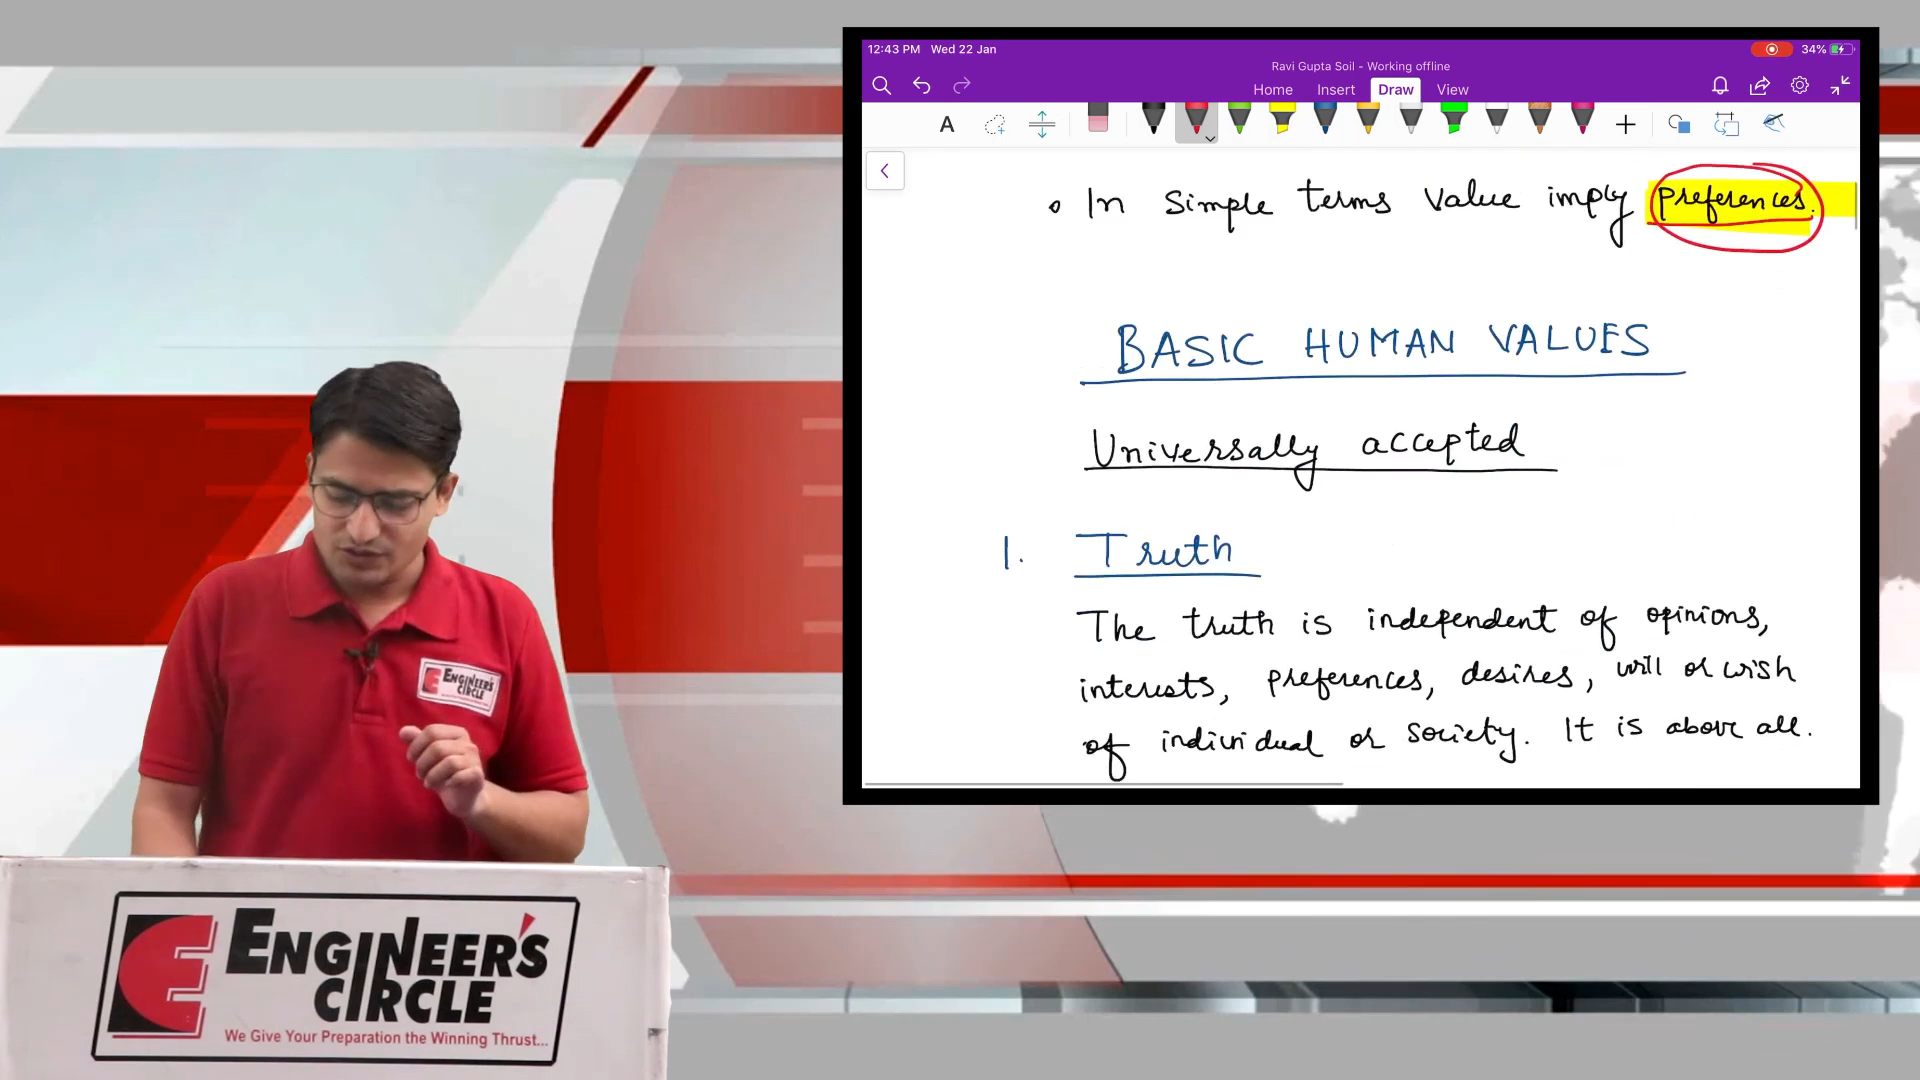 12:43 PM Wed 22 Jan
34%
Ravi Gupta Soil - Working offline
Home Insert Draw View
A
• In Simple terms Value imply preferences.
BASIC HUMAN VALUES
Universally accepted
1. Truth
The truth is independent of opinions,
interests, preferences, desires, will or wish
of individual or society. It is above all.
ENGINEER'S
CIRCLE
ENGINEER'S
CIRCLE
We Give Your Preparation the Winning Thrust...